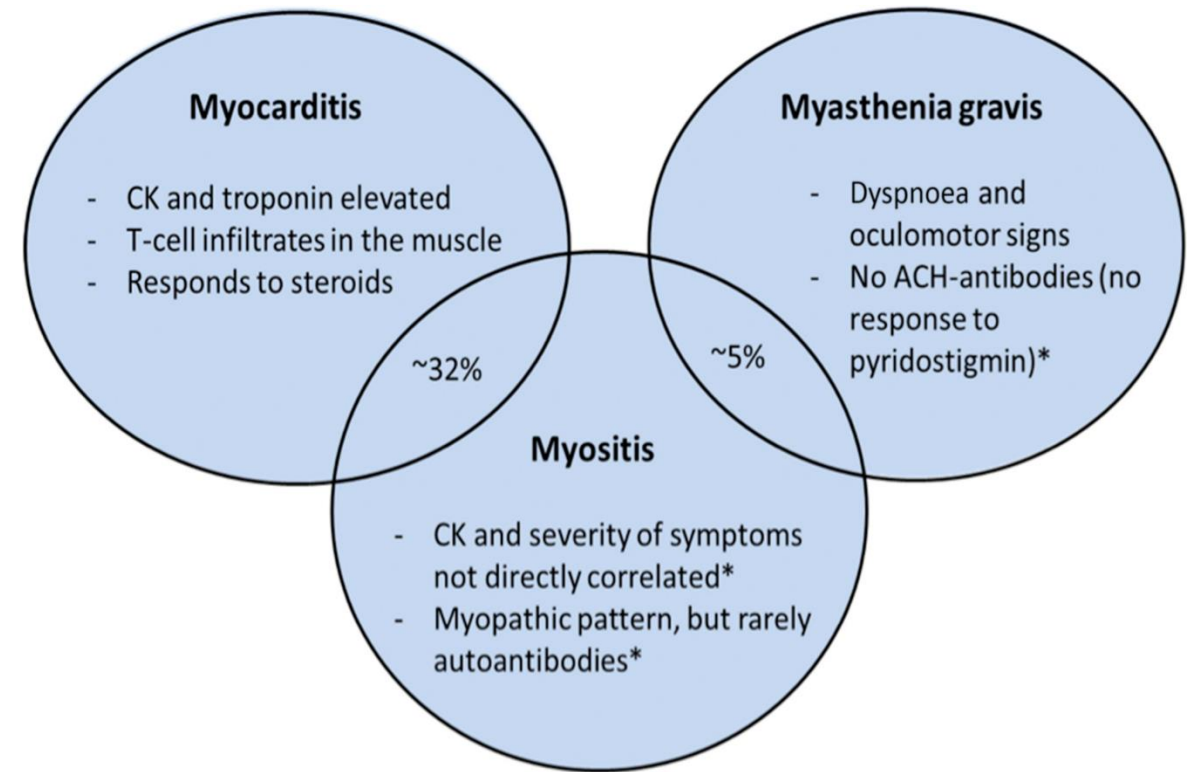 Myocarditis
- CK and troponin elevated
- T-cell infiltrates in the muscle
- Responds to steroids
Myasthenia gravis
- Dyspnoea and
oculomotor signs
- No ACH-antibodies (no
response to
pyridostigmin)*
~32%
~5%
Myositis
- CK and severity of symptoms
not directly correlated*
- Myopathic pattern, but rarely
autoantibodies*